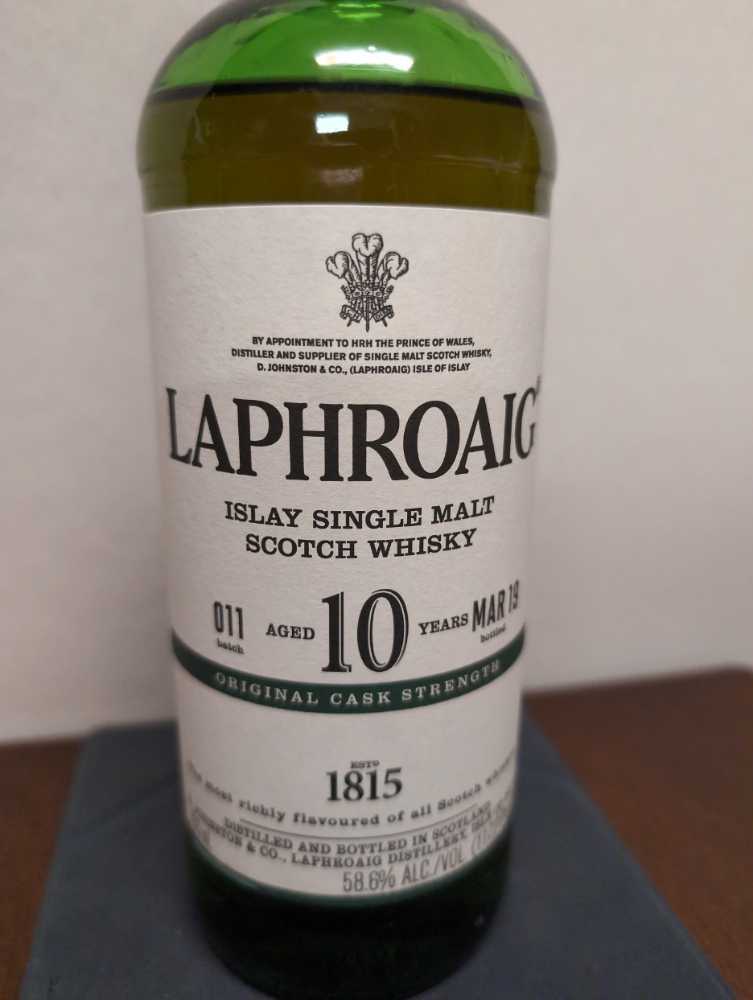 BY APPOINTMENT TO HRH THE PRINCE OF WALES,
DISTILLER AND SUPPLIER OF SINGLE MALT SCOTCH WHISKY,
D. JOHNSTON & CO., (LAPHROAIG) ISLE OF ISLAY
LAPHROAIG®
ISLAY SINGLE MALT
SCOTCH WHISKY
011 batch AGED 10 YEARS MAR 19 bottled
ORIGINAL CASK STRENGTH
ESTD
1815
most richly flavoured of all Scotch
DISTILLED AND BOTTLED IN SCOTLAND
& CO., LAPHROAIG DISTILLERY,
58.6% ALC./VOL.